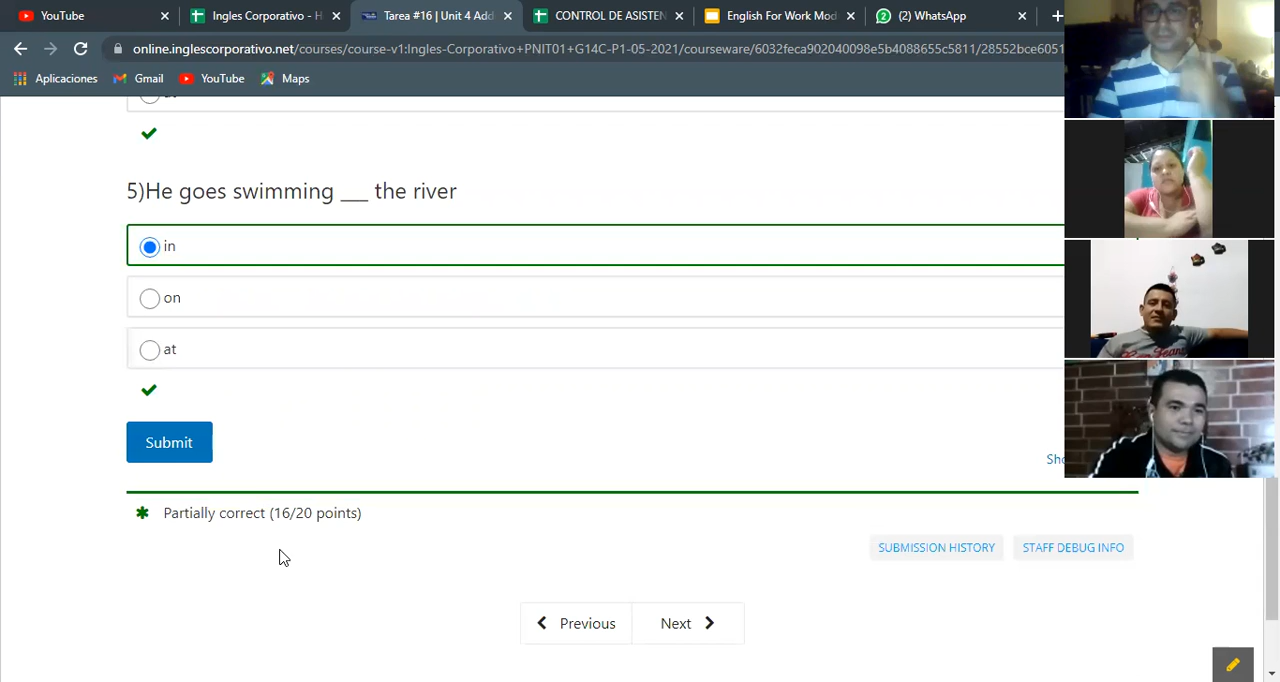 YouTube
Ingles Corporativo - H
Tarea #16 | Unit 4 Add
CONTROL DE ASISTEN
English For Work Mod
(2) WhatsApp
online.inglescorporativo.net/courses/course-v1:Ingles-Corporativo+PNIT01+G14C-P1-05-2021/courseware/6032feca902040098e5b4088655c5811/28552bce6051
Aplicaciones
Gmail
YouTube
Maps
5)He goes swimming ___ the river
in
on
at
Submit
Sho
Partially correct (16/20 points)
SUBMISSION HISTORY
STAFF DEBUG INFO
Previous
Next